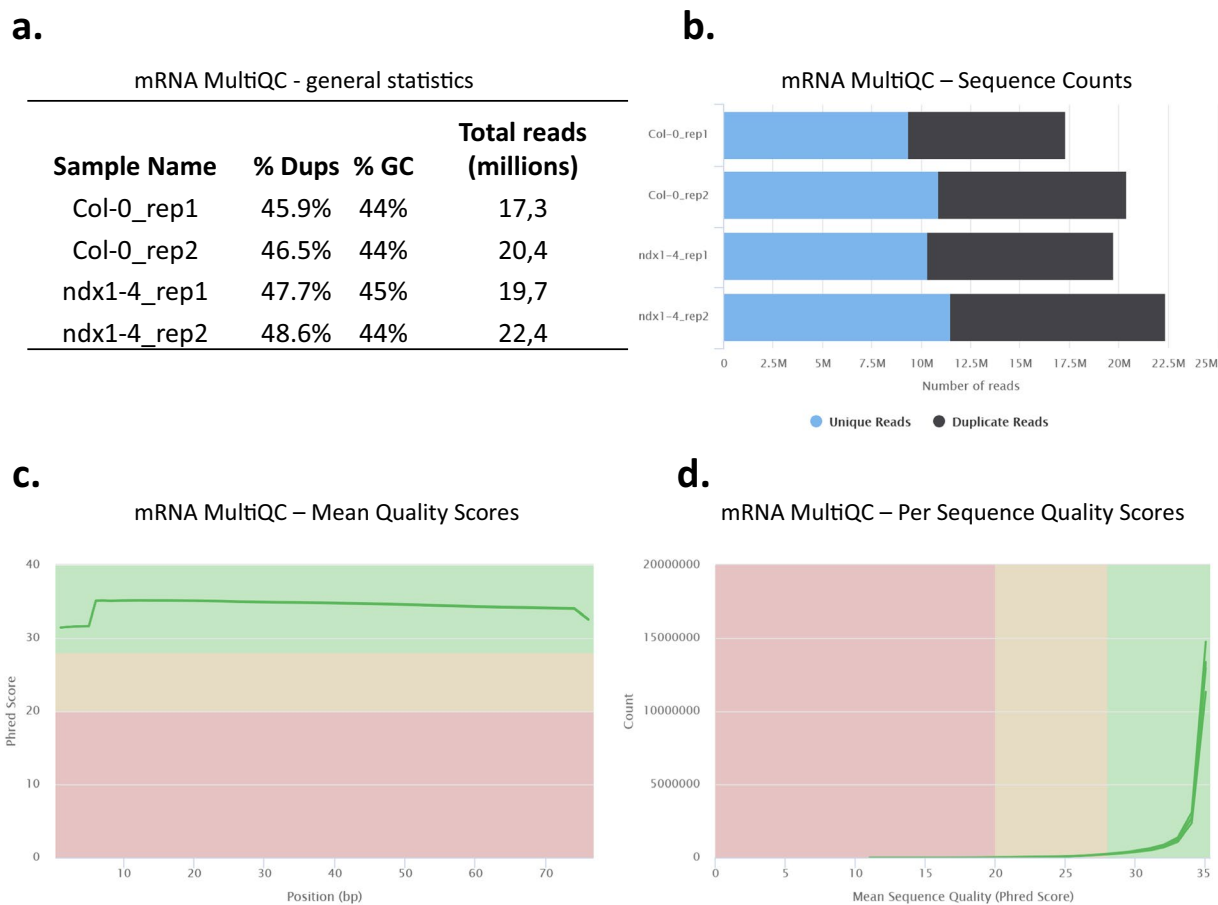 a.
mRNA MultiQC - general statistics
Sample Name % Dups % GC Total reads (millions)
Col-0_rep1 45.9% 44% 17,3
Col-0_rep2 46.5% 44% 20,4
ndx1-4_rep1 47.7% 45% 19,7
ndx1-4_rep2 48.6% 44% 22,4
b.
mRNA MultiQC – Sequence Counts
Col-0_rep1
Col-0_rep2
ndx1-4_rep1
ndx1-4_rep2
0 2.5M 5M 7.5M 10M 12.5M 15M 17.5M 20M 22.5M 25M
Number of reads
Unique Reads Duplicate Reads
c.
mRNA MultiQC – Mean Quality Scores
40
30
20
10
0
Phred Score
10 20 30 40 50 60 70
Position (bp)
d.
mRNA MultiQC – Per Sequence Quality Scores
20000000
15000000
10000000
5000000
0
Count
0 5 10 15 20 25 30 35
Mean Sequence Quality (Phred Score)